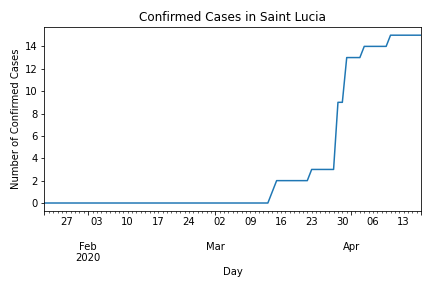 Confirmed Cases in Saint Lucia
Number of Confirmed Cases
14
12
10
8
6
4
2
0
27 03 10 17 24 02 09 16 23 30 06 13
Feb Mar Apr
2020
Day